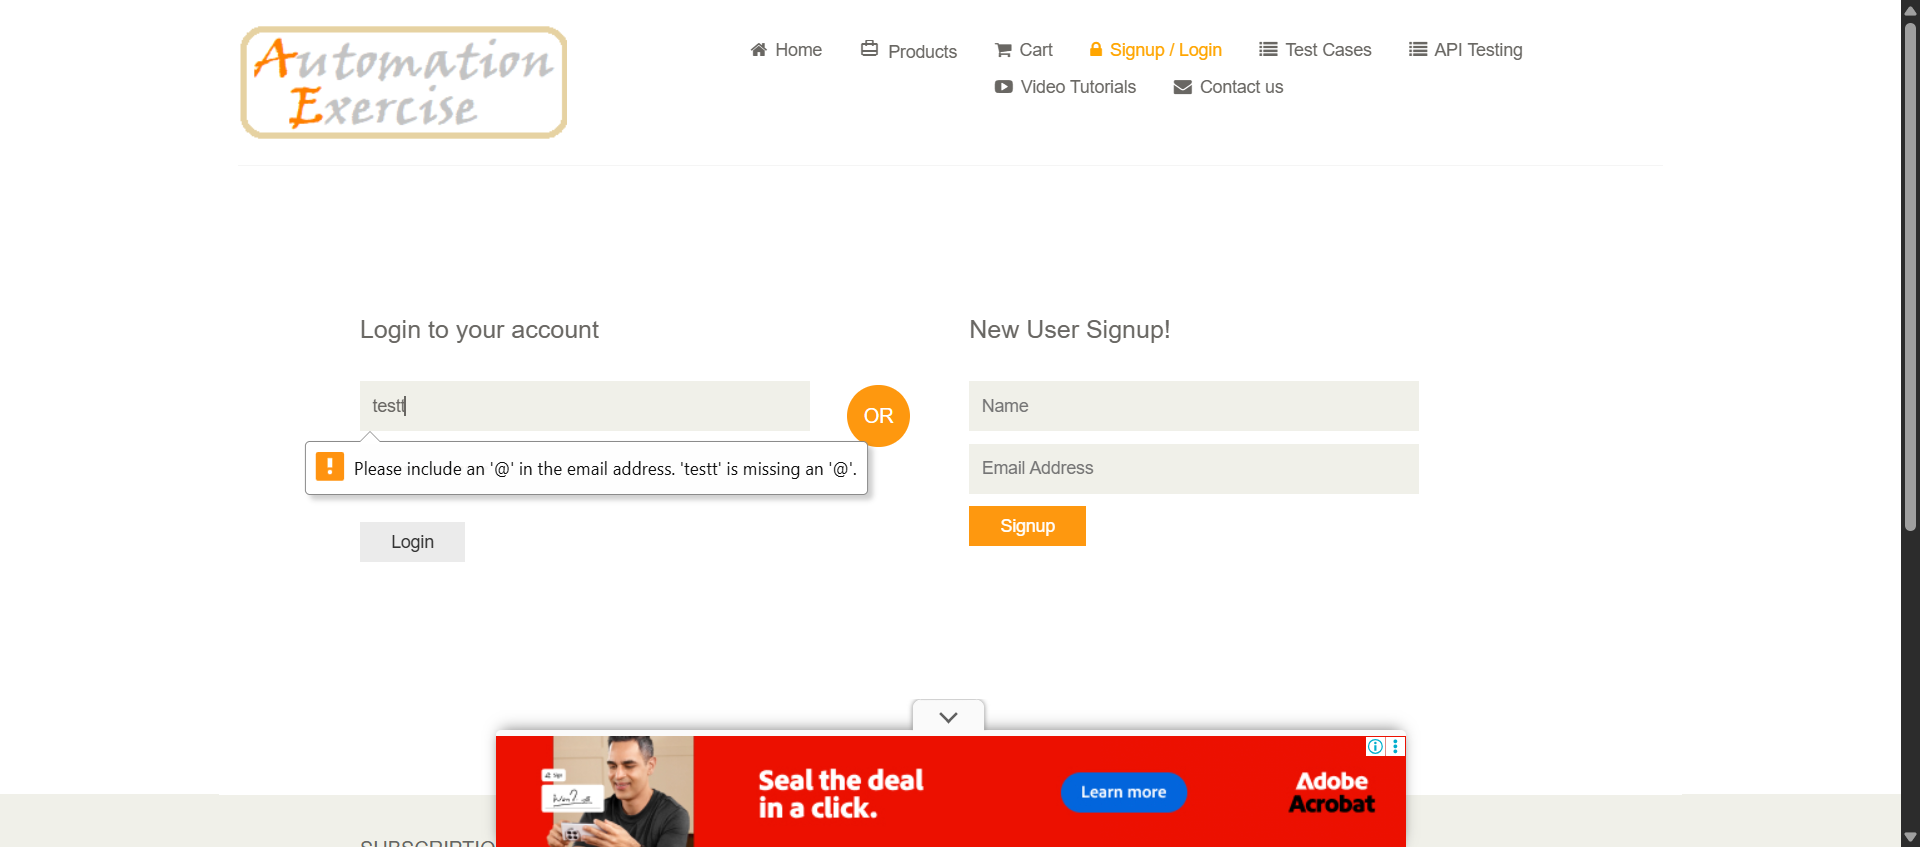 Automation
Exercise
Home
Products
Cart
Signup / Login
Test Cases
API Testing
Video Tutorials
Contact us
Login to your account
testt
Please include an '@' in the email address. 'testt' is missing an '@'.
Login
OR
New User Signup!
Name
Email Address
Signup
Sign
Seal the deal
in a click.
Learn more
Adobe
Acrobat